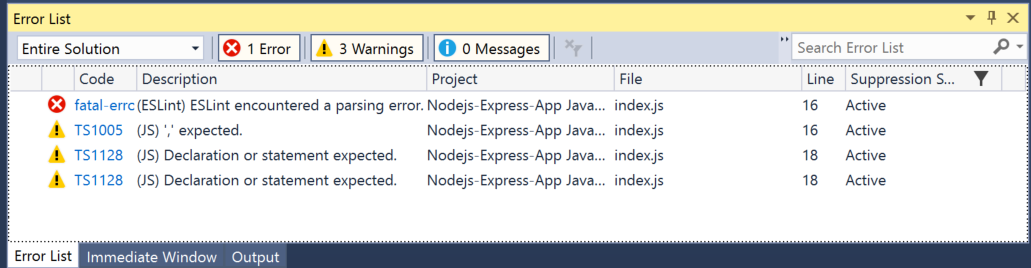 Error List
Entire Solution 1 Error 3 Warnings 0 Messages Search Error List
Code Description Project File Line Suppression S...
fatal-errc (ESLint) ESLint encountered a parsing error. Nodejs-Express-App Java... index.js 16 Active
TS1005 (JS) ',' expected. Nodejs-Express-App Java... index.js 16 Active
TS1128 (JS) Declaration or statement expected. Nodejs-Express-App Java... index.js 18 Active
TS1128 (JS) Declaration or statement expected. Nodejs-Express-App Java... index.js 18 Active
Error List Immediate Window Output